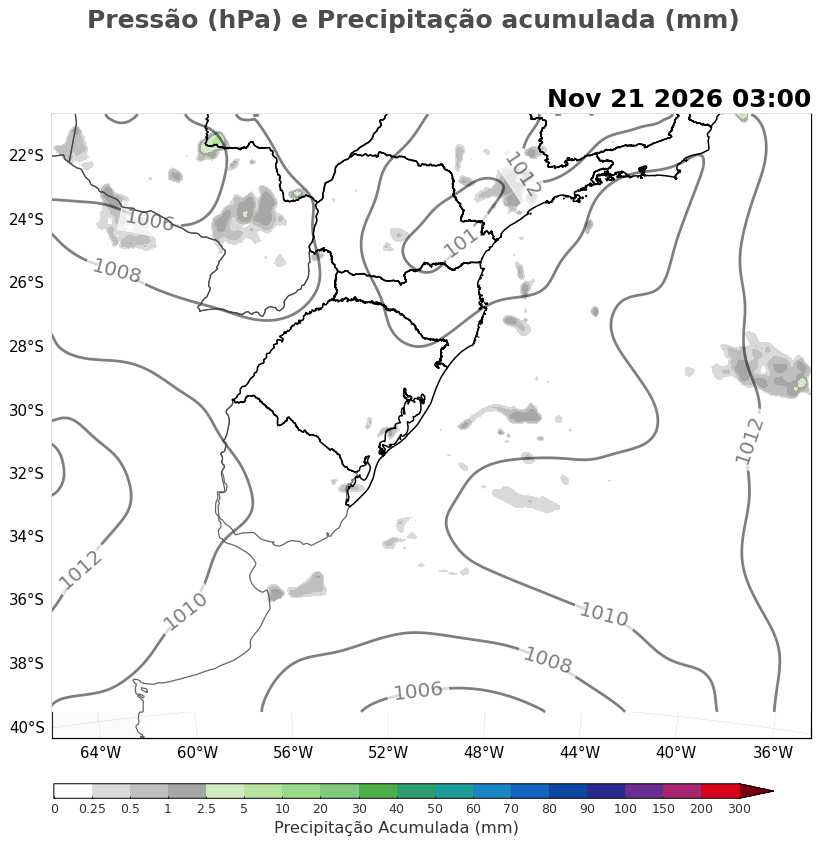 Pressão (hPa) e Precipitação acumulada (mm)
Nov 21 2026 03:00
22°S
24°S
26°S
28°S
30°S
32°S
34°S
36°S
38°S
40°S
1012
1006
1012
1008
1012
1012
1010
1010
1008
1006
64°W 60°W 56°W 52°W 48°W 44°W 40°W 36°W
0 0.25 0.5 1 2.5 5 10 20 30 40 50 60 70 80 90 100 150 200 300
Precipitação Acumulada (mm)